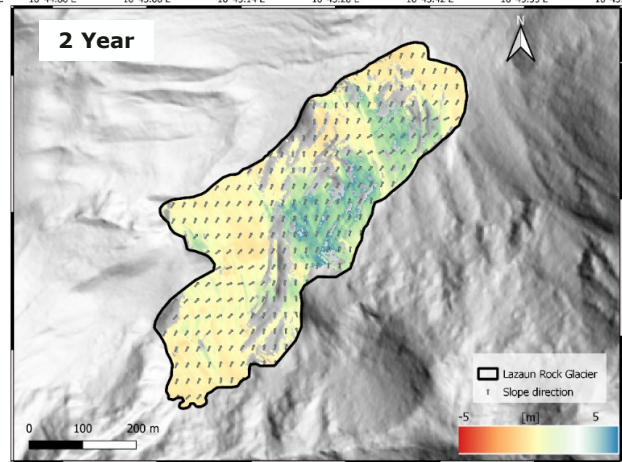 2 Year
N
Lazaun Rock Glacier
Slope direction
-5 [m] 5
0 100 200 m